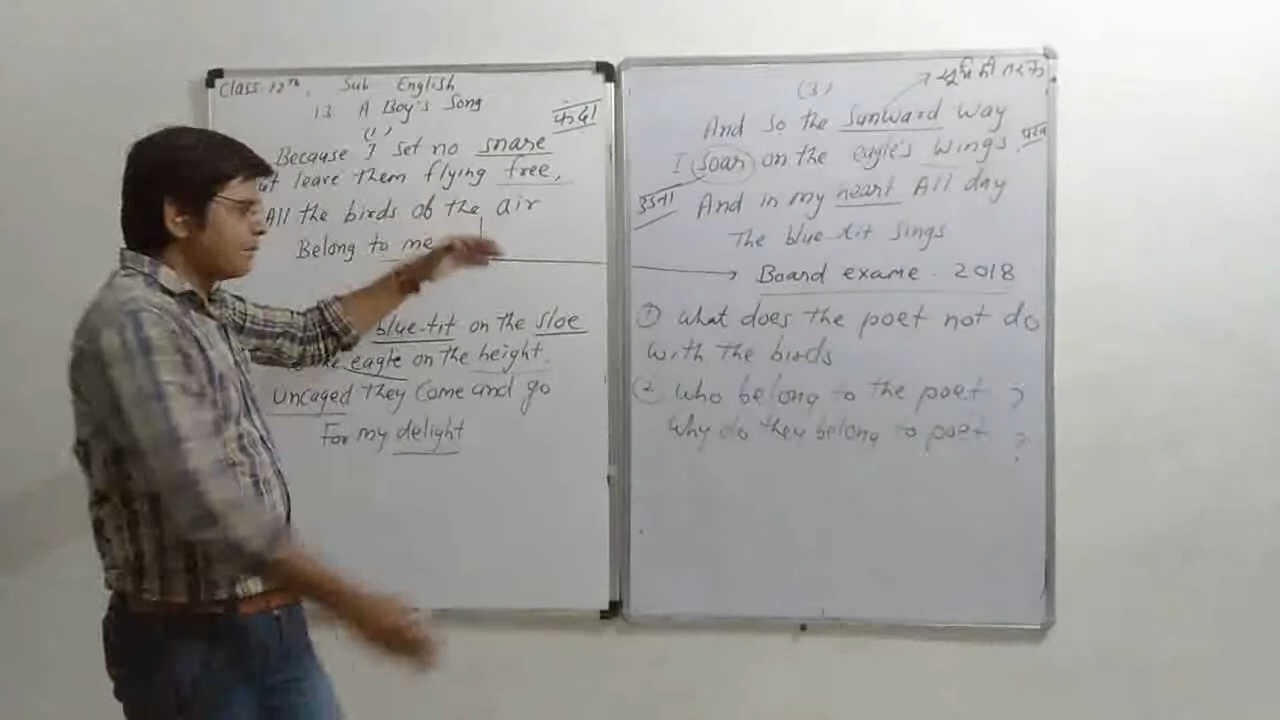 Class 12th, Sub English
13 A Boy's Song
(1)
फन्दा
Because I set no snare
ut leave them flying free,
All the birds of the air
Belong to me
blue-tit on the sloe
eagle on the height.
uncaged they Come and go
For my delight
(3)
And so the Sunward way
I soar on the eagle's wings.
उडना
And in my heart All day
The blue-tit sings
Board exame. 2018
① what does the poet not do
with the birds
② who belong to the poet ?
Why do they belong to poet ?